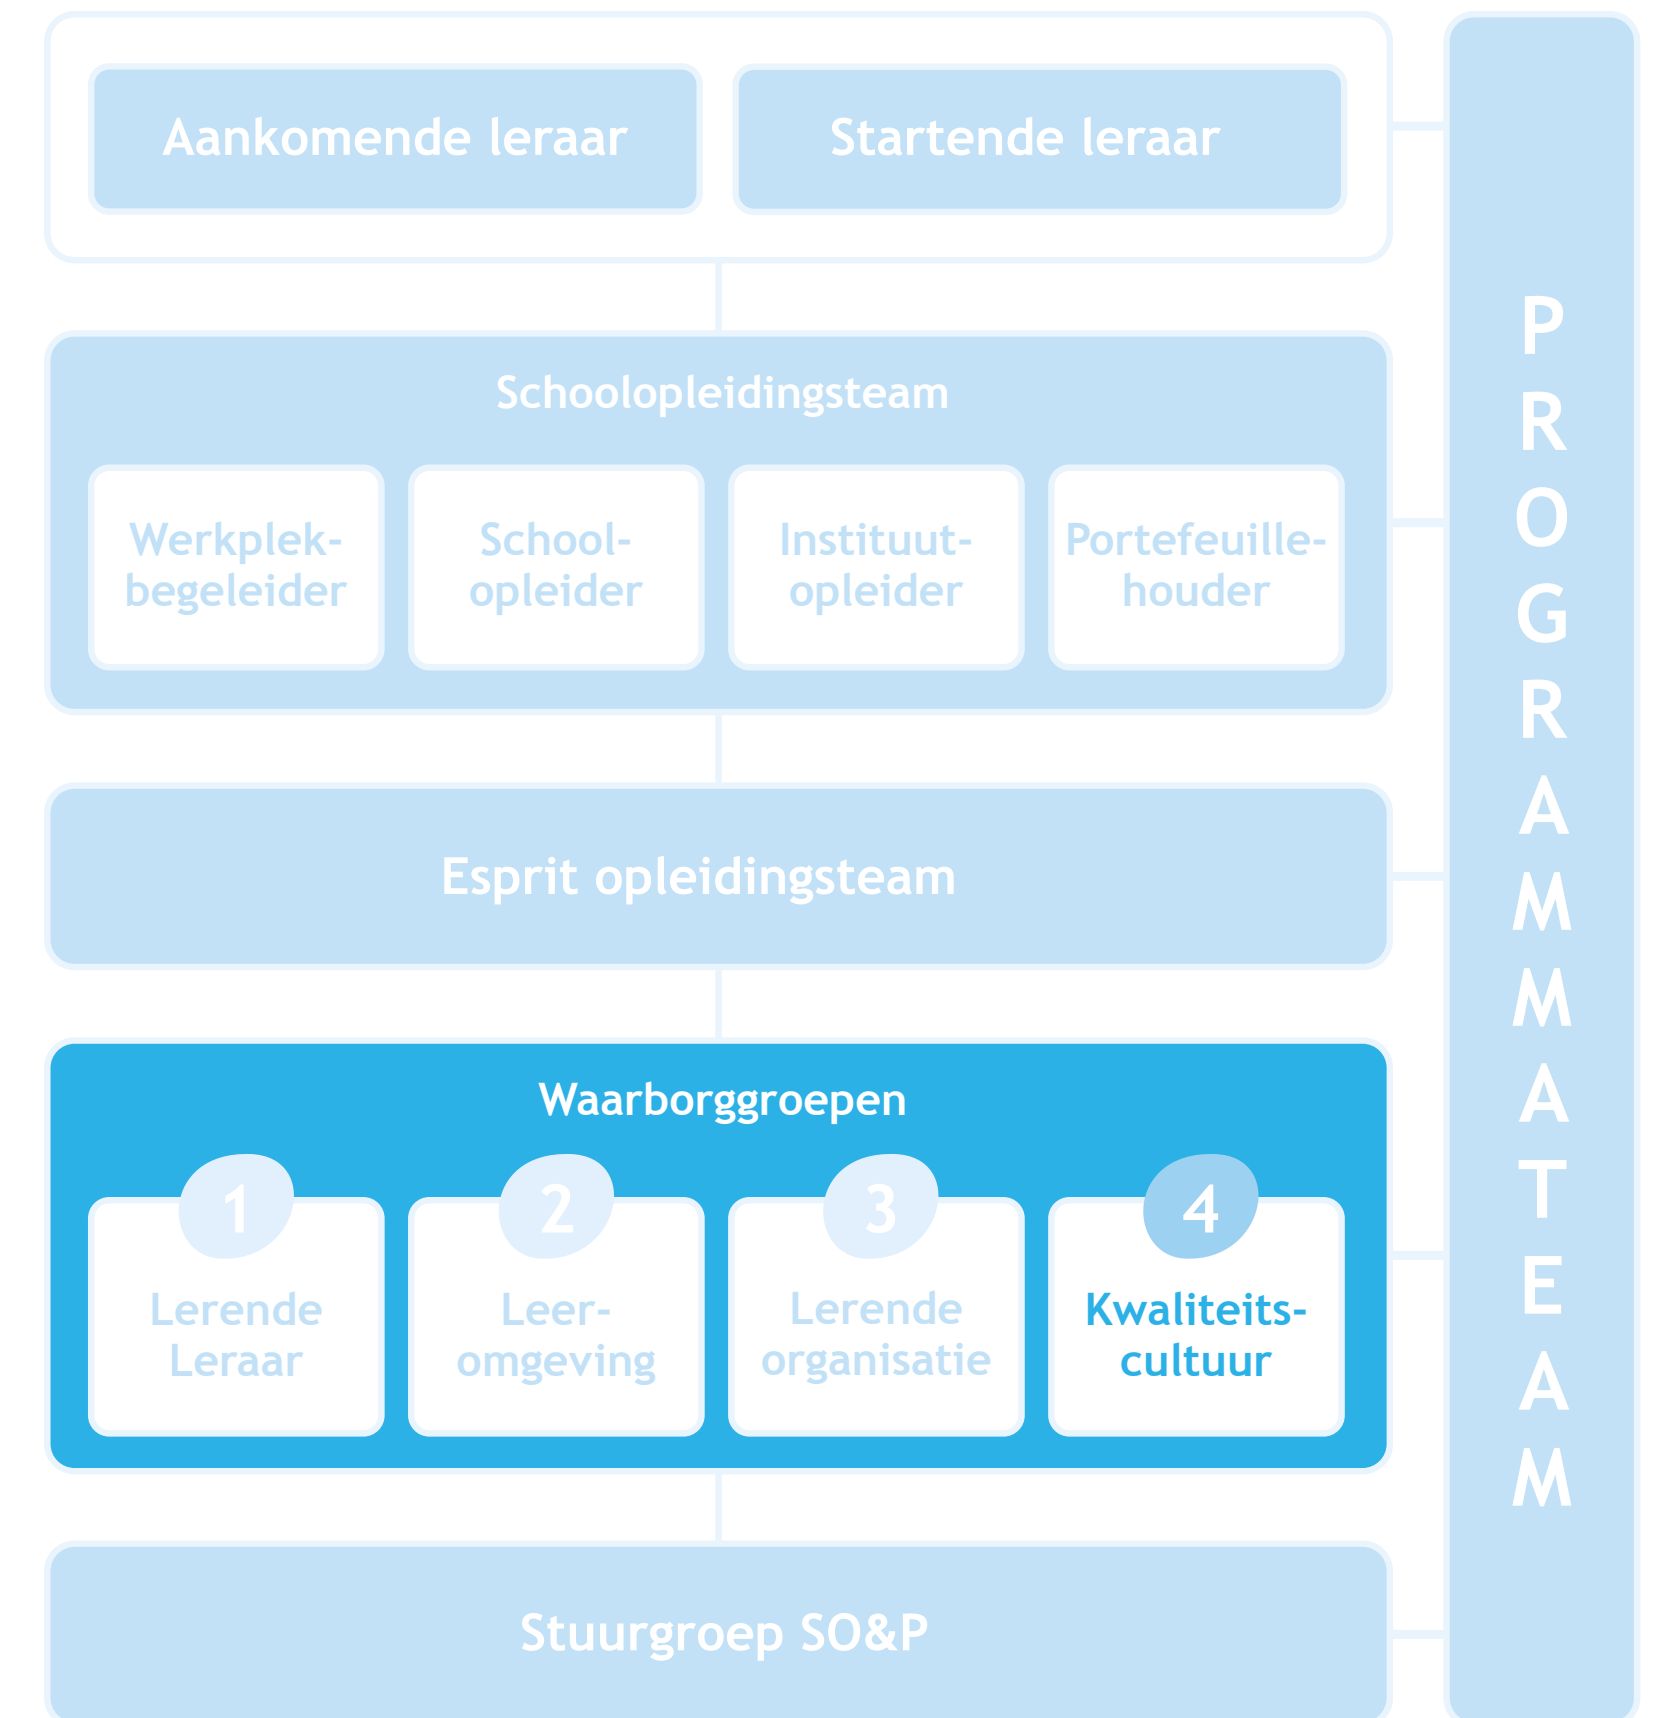 Aankomende leraar
Startende leraar
Schoolopleidingsteam
Werkplek-
begeleider
School-
opleider
Instituut-
opleider
Portefeuille-
houder
Esprit opleidingsteam
Waarborggroepen
1
Lerende
Leraar
2
Leer-
omgeving
3
Lerende
organisatie
4
Kwaliteits-
cultuur
Stuurgroep SO&P
P
R
O
G
R
A
M
M
A
T
E
A
M